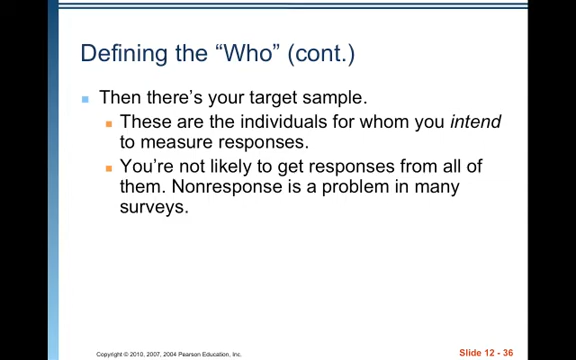 Defining the “Who” (cont.)
Then there’s your target sample.
These are the individuals for whom you intend
to measure responses.
You’re not likely to get responses from all of
them. Nonresponse is a problem in many
surveys.
Copyright © 2010, 2007, 2004 Pearson Education, Inc.
Slide 12 - 36